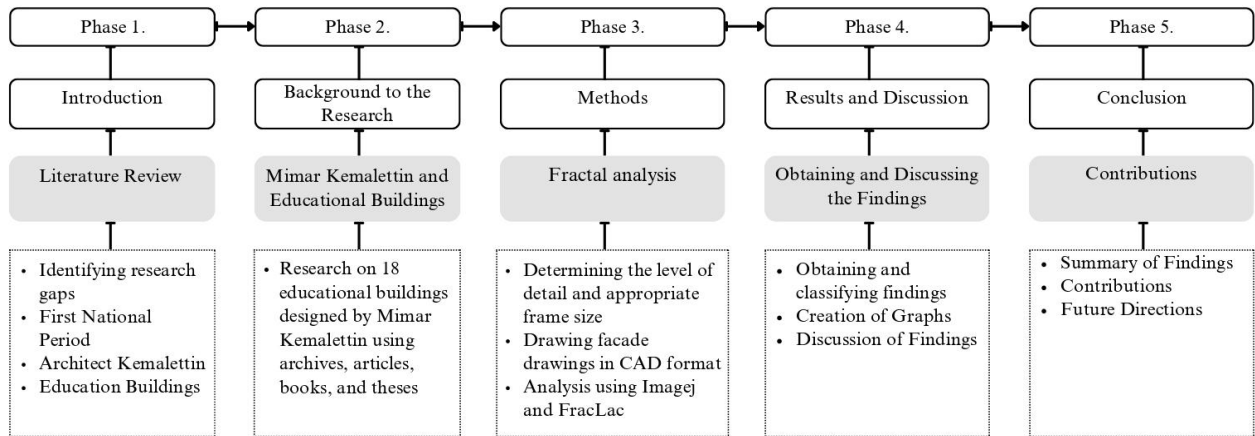 Phase 1.
Phase 2.
Phase 3.
Phase 4.
Phase 5.
Introduction
Background to the
Research
Methods
Results and Discussion
Conclusion
Literature Review
Mimar Kemalettin and
Educational Buildings
Fractal analysis
Obtaining and Discussing
the Findings
Contributions
• Identifying research
gaps
• First National
Period
• Architect Kemalettin
• Education Buildings
• Research on 18
educational buildings
designed by Mimar
Kemalettin using
archives, articles,
books, and theses
• Determining the level of
detail and appropriate
frame size
• Drawing facade
drawings in CAD format
• Analysis using Imagej
and FracLac
• Obtaining and
classifying findings
• Creation of Graphs
• Discussion of Findings
• Summary of Findings
• Contributions
• Future Directions